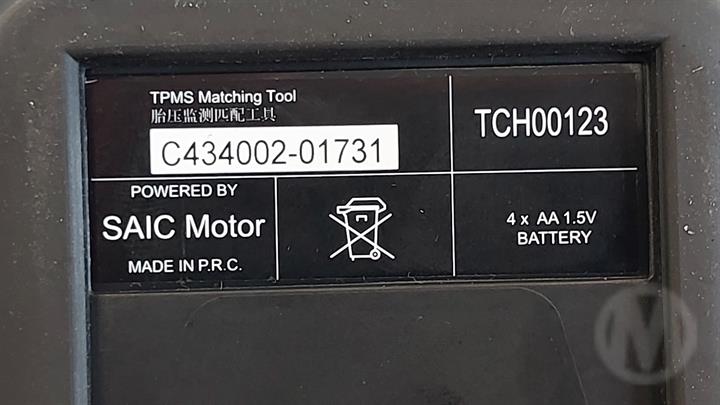 TPMS Matching Tool
胎压监测匹配工具
C434002-01731
TCH00123
POWERED BY
SAIC Motor
MADE IN P.R.C.
4 x AA 1.5V
BATTERY
M